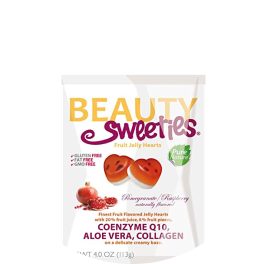 BEAUTY
Sweeties®
Fruit Jelly Hearts
GLUTEN FREE
FAT FREE
GMO FREE
Pure Nature
Pomegranate/Raspberry
naturally flavored
Finest Fruit Flavored Jelly Hearts
with 20% fruit juice, 6% fruit puree,
COENZYME Q10,
ALOE VERA, COLLAGEN
on a delicate creamy base.
NET WT 4.0 OZ (113g)